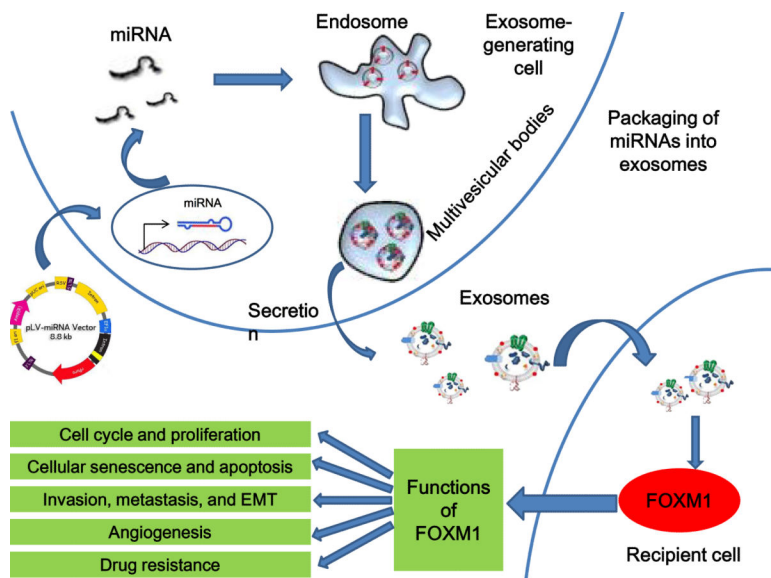 miRNA
Endosome
Exosome-
generating
cell
Packaging of
miRNAs into
exosomes
Multivesicular bodies
miRNA
pLV-miRNA Vector
8.8 kb
Secretio
n
Exosomes
Cell cycle and proliferation
Cellular senescence and apoptosis
Invasion, metastasis, and EMT
Angiogenesis
Drug resistance
Functions
of
FOXM1
FOXM1
Recipient cell